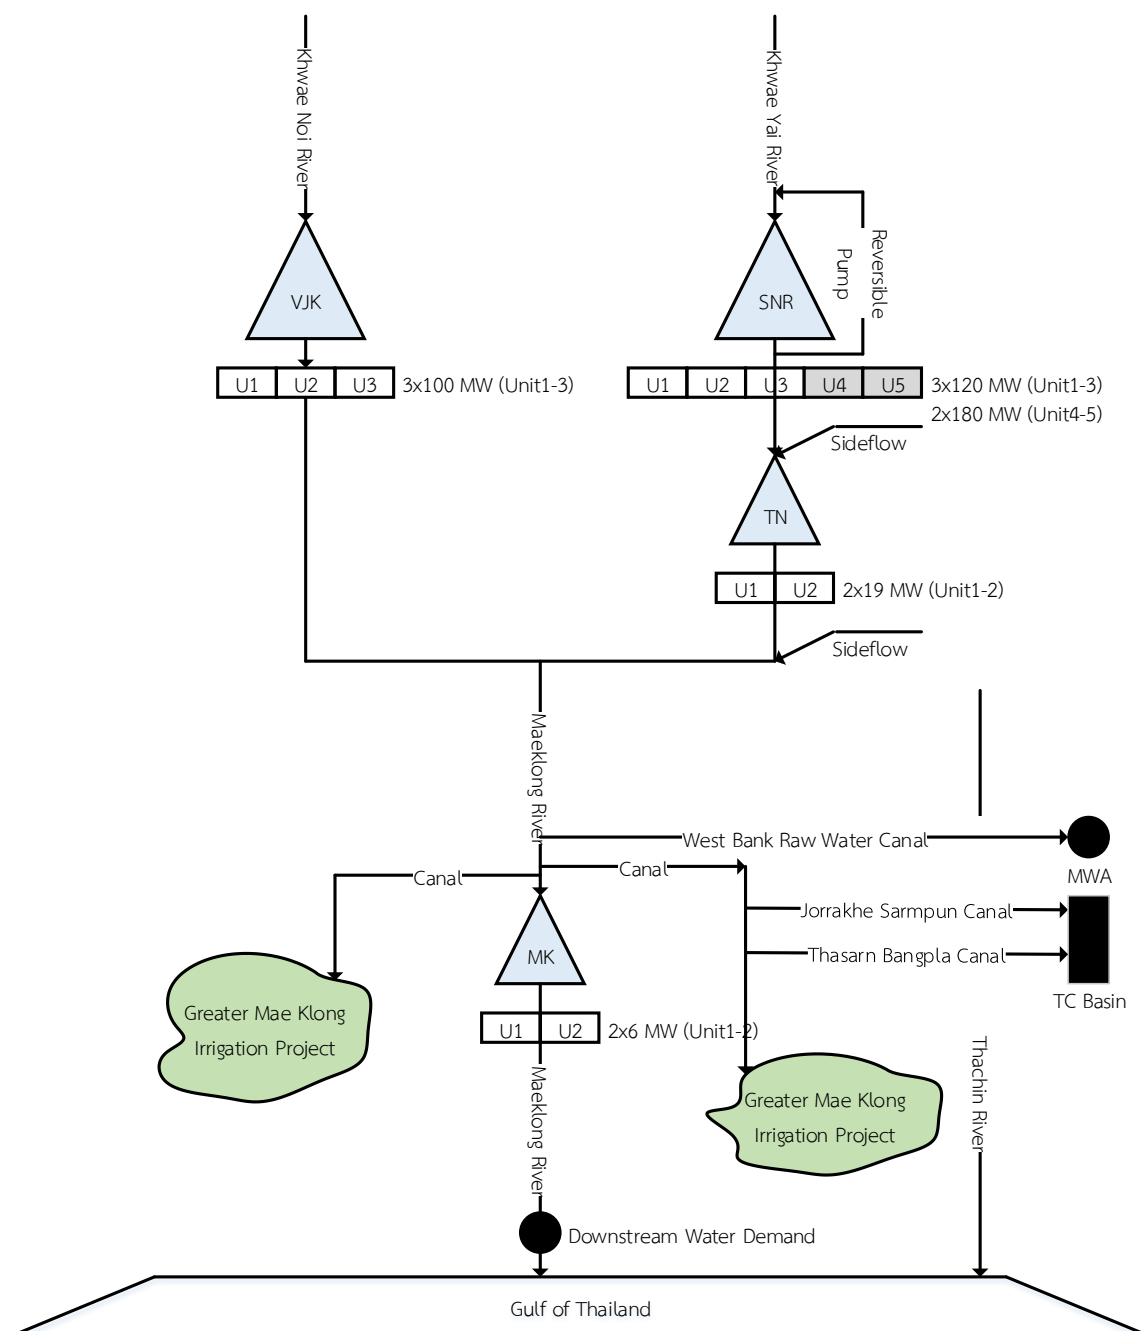 Khwae Noi River
Khwae Yai River
Reversible
Pump
VJK
SNR
U1 U2 U3 3x100 MW (Unit1-3)
U1 U2 U3 U4 U5 3x120 MW (Unit1-3)
2x180 MW (Unit4-5)
Sideflow
TN
U1 U2 2x19 MW (Unit1-2)
Sideflow
Maeklong River
West Bank Raw Water Canal
Canal
Canal
MWA
Jorrakhe Sarmpun Canal
MK
Thasarn Bangpla Canal
TC Basin
Greater Mae Klong
Irrigation Project
U1 U2 2x6 MW (Unit1-2)
Thachin River
Maeklong River
Greater Mae Klong
Irrigation Project
Downstream Water Demand
Gulf of Thailand